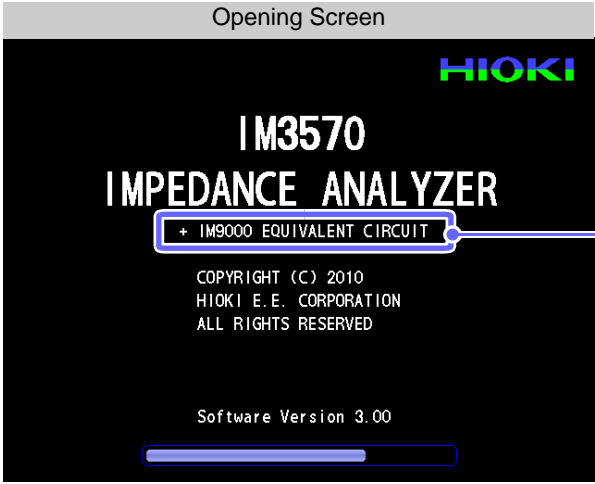 Opening Screen
HIOKI
IM3570
IMPEDANCE ANALYZER
+ IM9000 EQUIVALENT CIRCUIT
COPYRIGHT (C) 2010
HIOKI E.E. CORPORATION
ALL RIGHTS RESERVED
Software Version 3.00